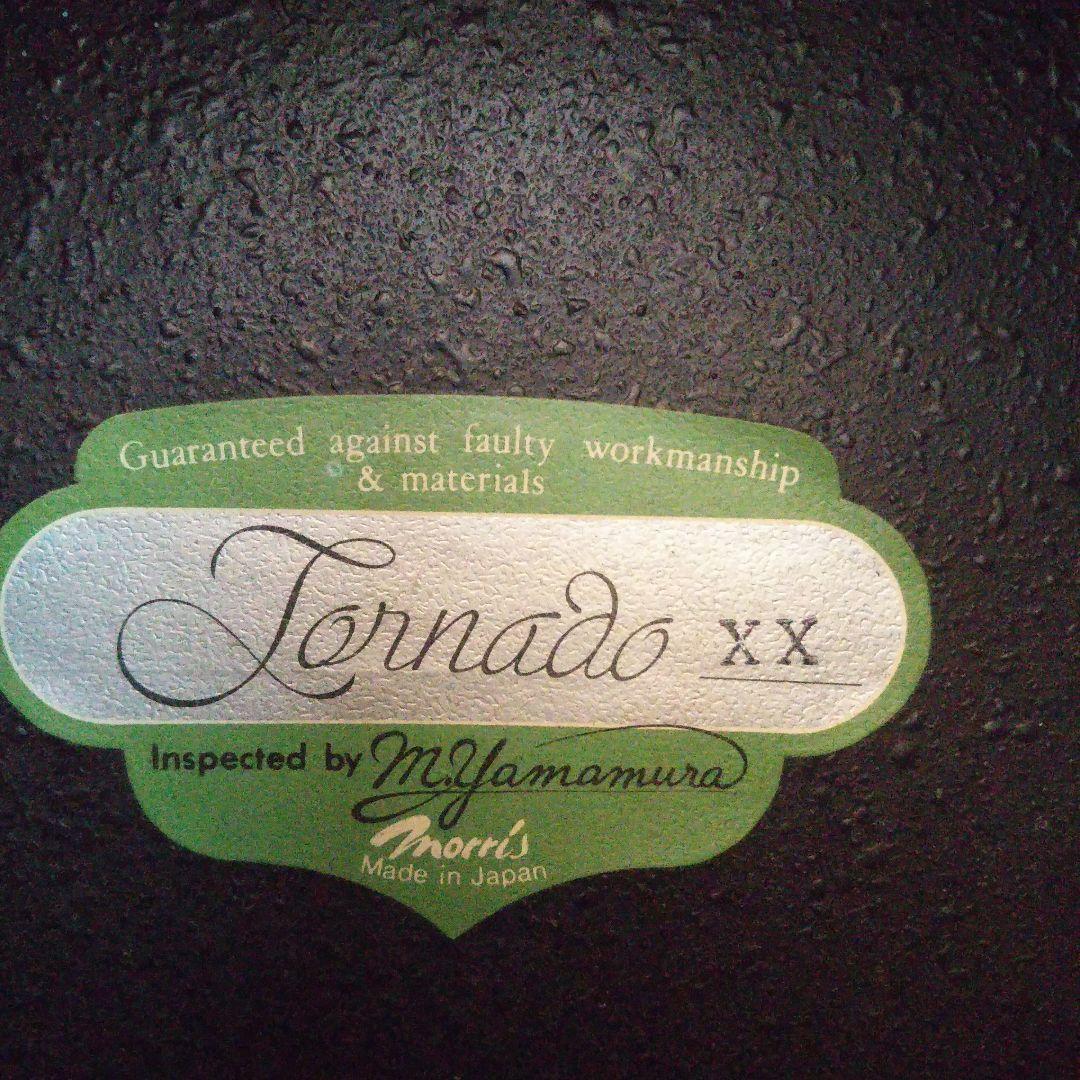 Guaranteed against faulty workmanship
& materials
Tornado XX
Inspected by M.Yamamura
morris
Made in Japan